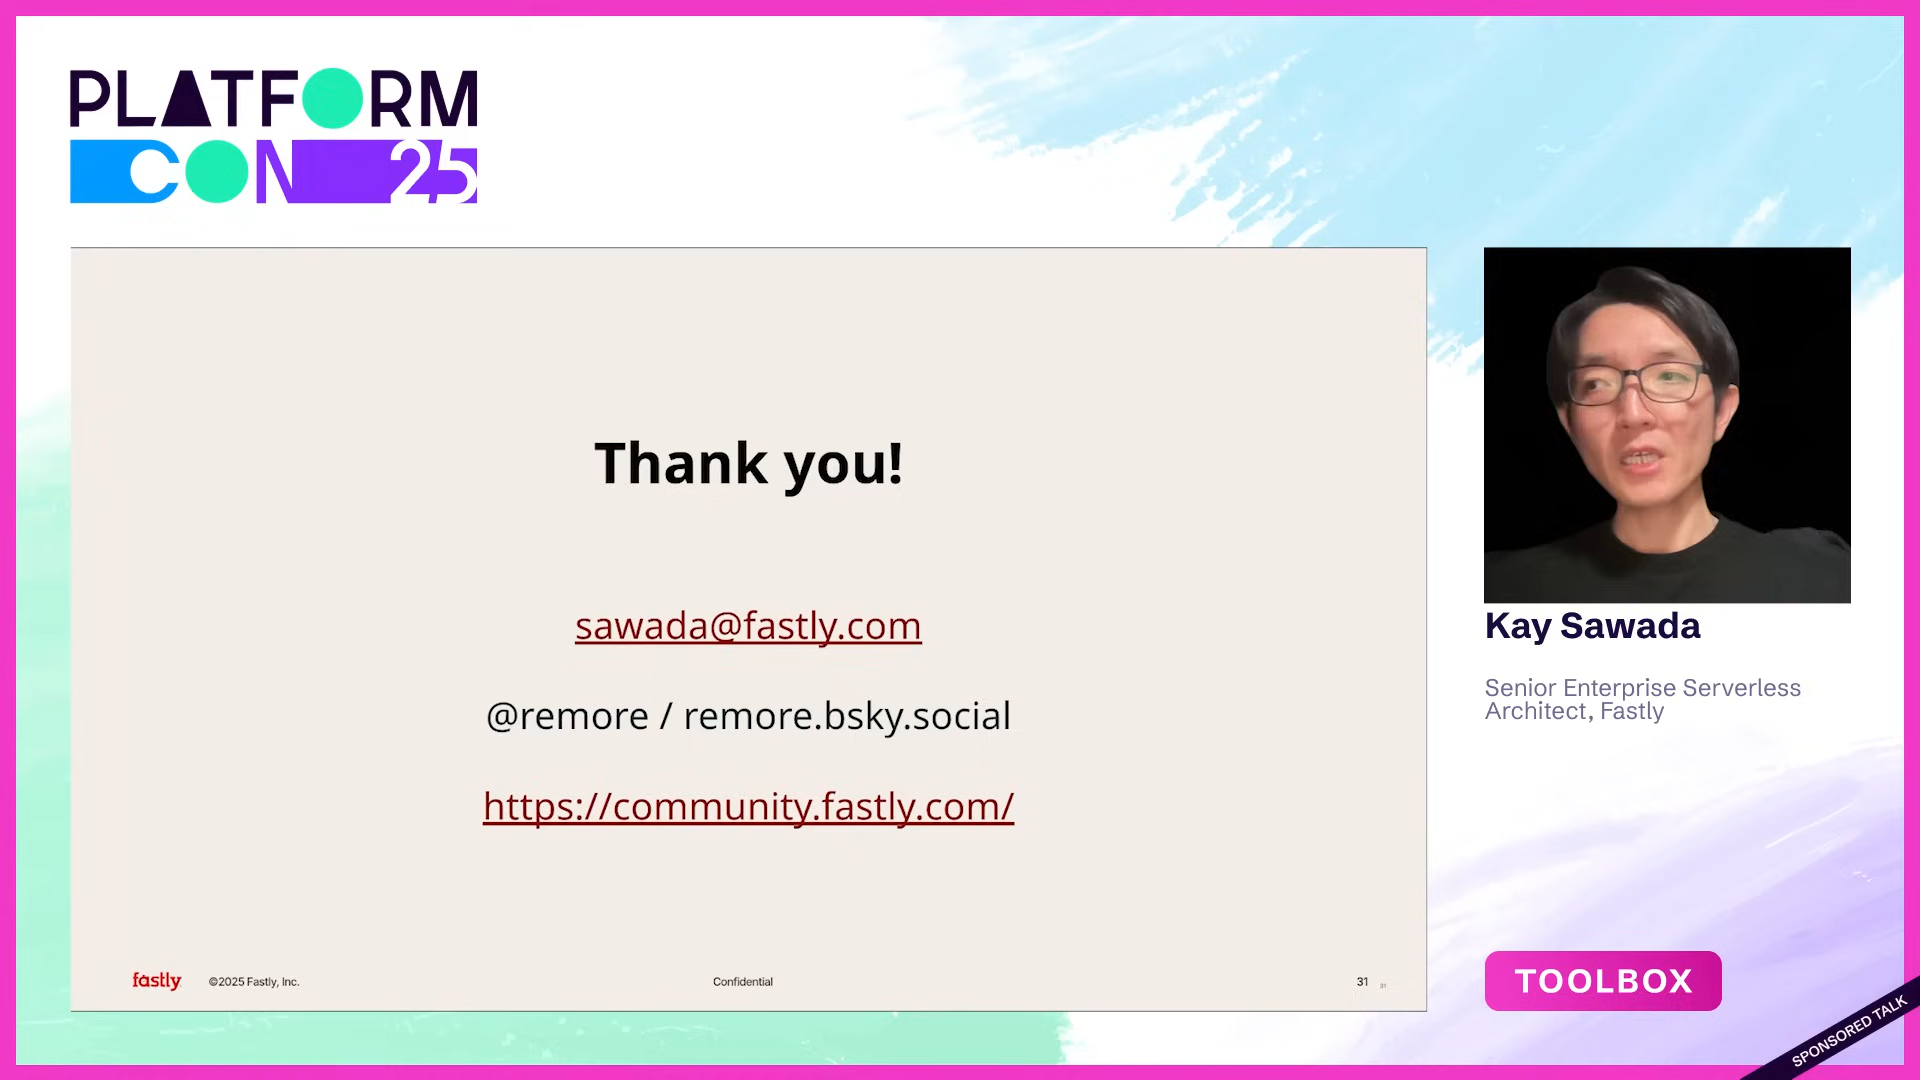 PLATFORM
CON 25
Thank you!
sawada@fastly.com
@remore / remore.bsky.social
https://community.fastly.com/
fastly
©2025 Fastly, Inc.
Confidential
31
31
Kay Sawada
Senior Enterprise Serverless
Architect, Fastly
TOOLBOX
SPONSORED TALK